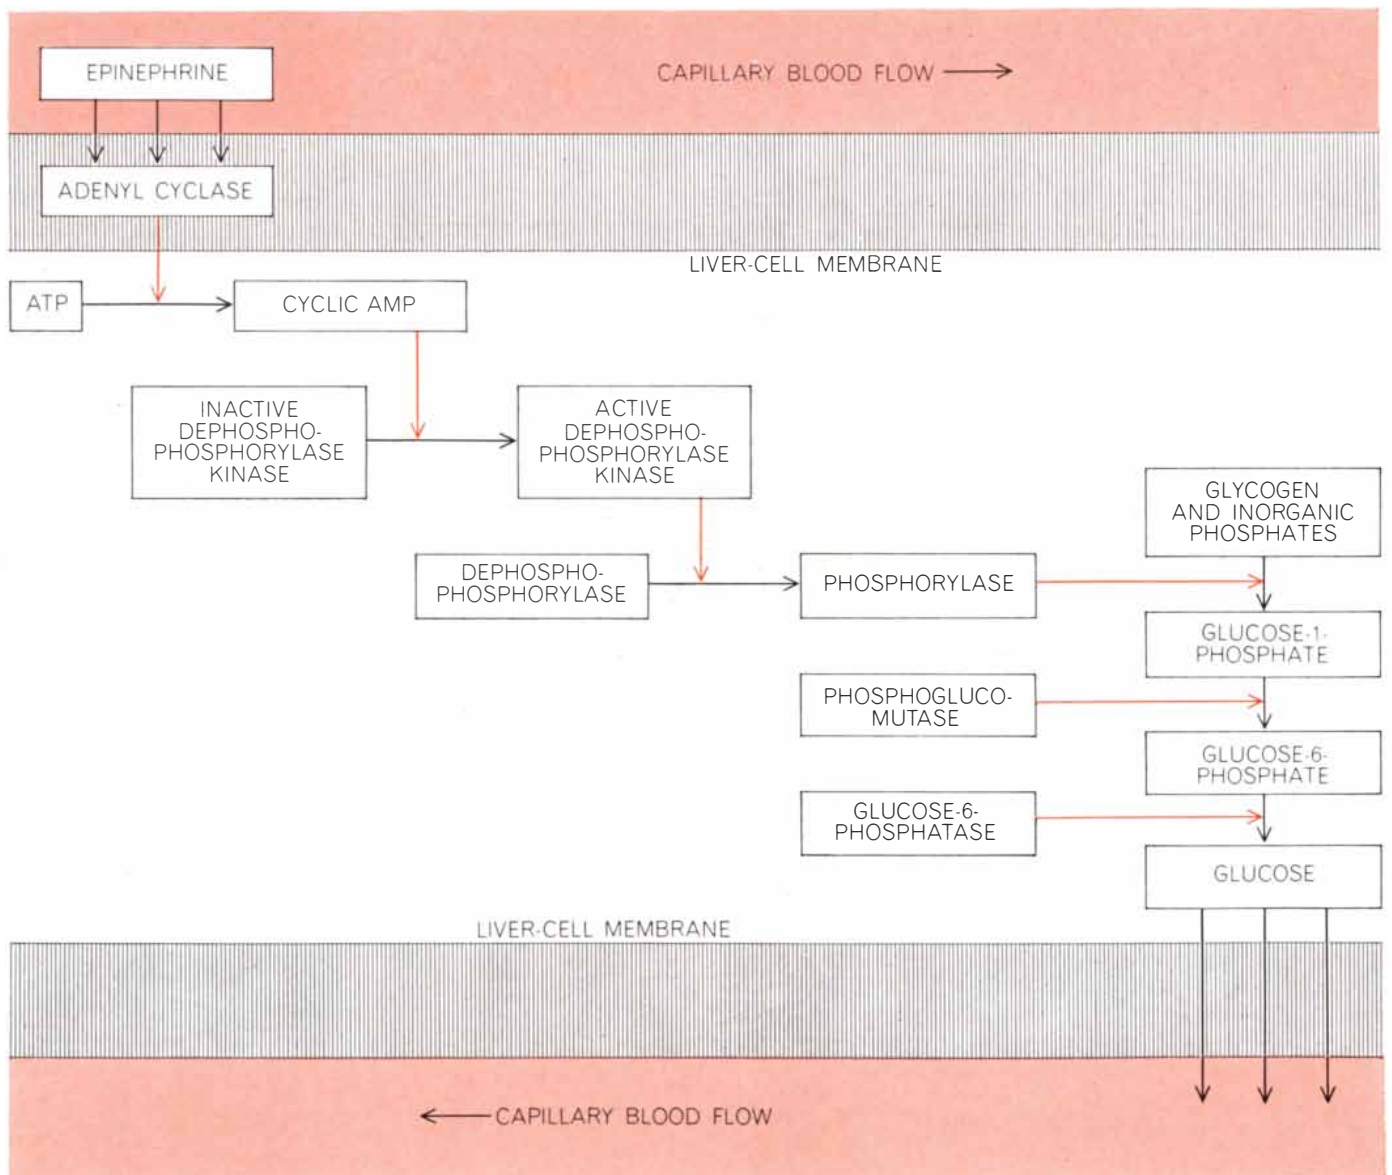 EPINEPHRINE
CAPILLARY BLOOD FLOW
ADENYL CYCLASE
LIVER-CELL MEMBRANE
ATP
CYCLIC AMP
INACTIVE
DEPHOSPHO-
PHOSPHORYLASE
KINASE
ACTIVE
DEPHOSPHO-
PHOSPHORYLASE
KINASE
GLYCOGEN
AND INORGANIC
PHOSPHATES
DEPHOSPHO-
PHOSPHORYLASE
PHOSPHORYLASE
GLUCOSE-1-
PHOSPHATE
PHOSPHOGLUCO-
MUTASE
GLUCOSE-6-
PHOSPHATE
GLUCOSE-6-
PHOSPHATASE
GLUCOSE
LIVER-CELL MEMBRANE
CAPILLARY BLOOD FLOW